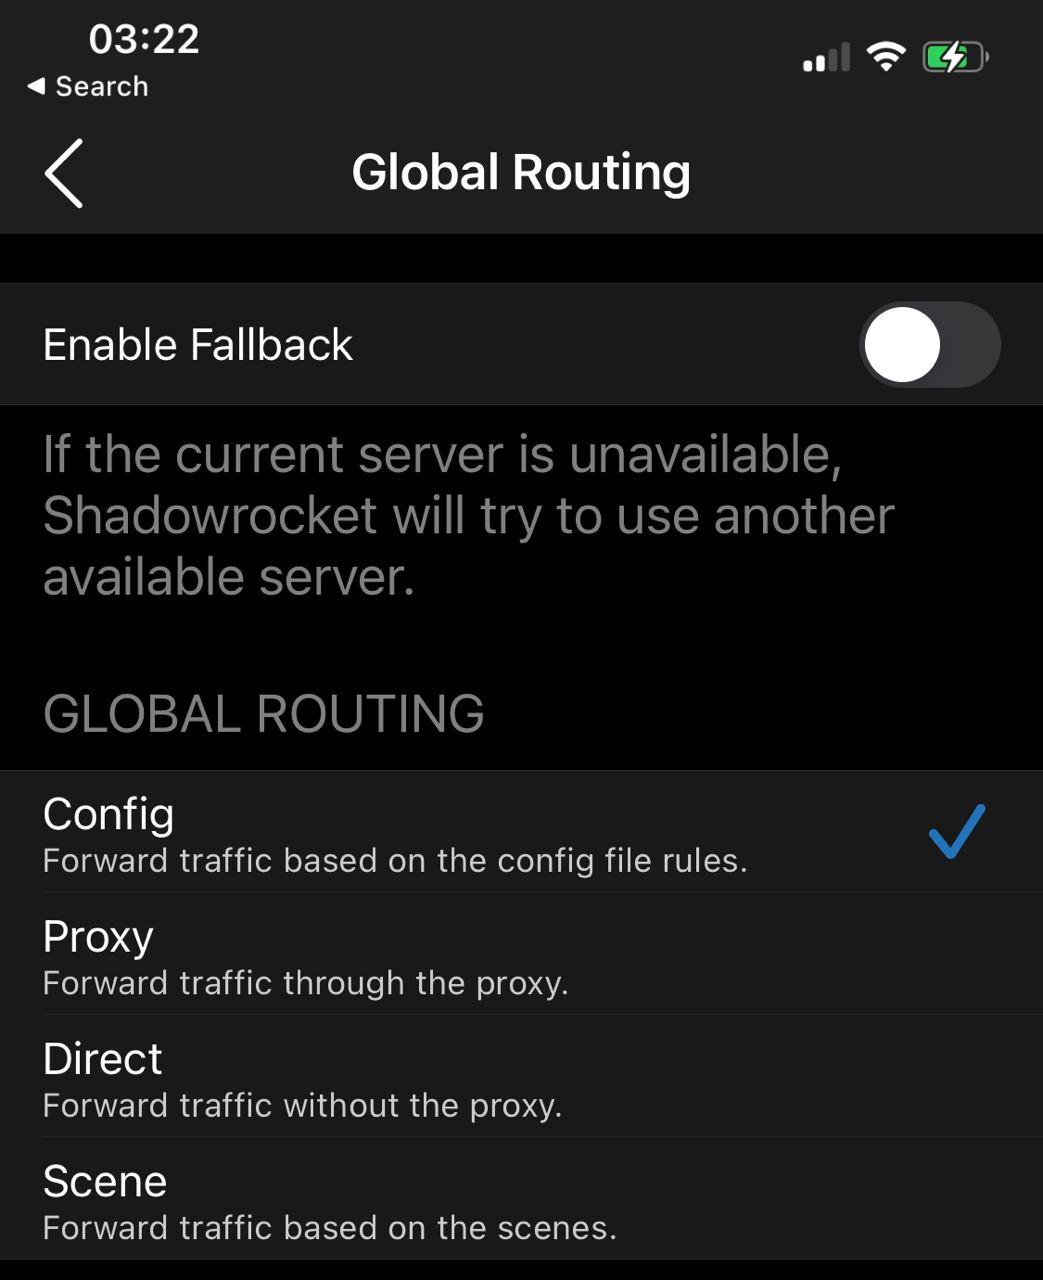 03:22
◀ Search
Global Routing
Enable Fallback
If the current server is unavailable,
Shadowrocket will try to use another
available server.
GLOBAL ROUTING
Config
Forward traffic based on the config file rules.
Proxy
Forward traffic through the proxy.
Direct
Forward traffic without the proxy.
Scene
Forward traffic based on the scenes.